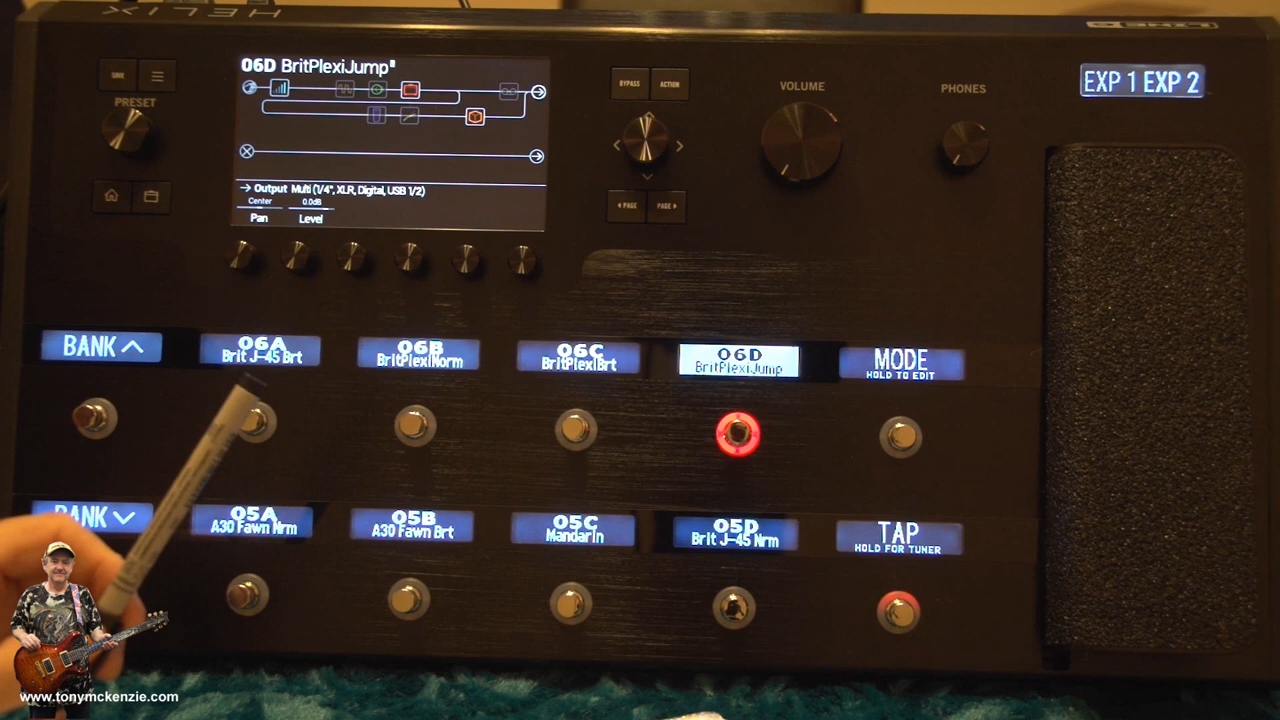 HELIX
LINE 6
PRESET
06D BritPlexiJump
→ Output Multi (1/4", XLR, Digital, USB 1/2)
Center 0.0dB
Pan Level
BYPASS
ACTION
◀ PAGE
PAGE ▶
VOLUME
PHONES
EXP 1 EXP 2
BANK
06A
Brit J-45 Brt
06B
BritPlexiNorm
06C
BritPlexiBrt
06D
BritPlexiJump
MODE
HOLD TO EDIT
BANK
05A
A30 Fawn Nrm
05B
A30 Fawn Brt
05C
Mandarin
05D
Brit J-45 Nrm
TAP
HOLD FOR TUNER
www.tonymckenzie.com